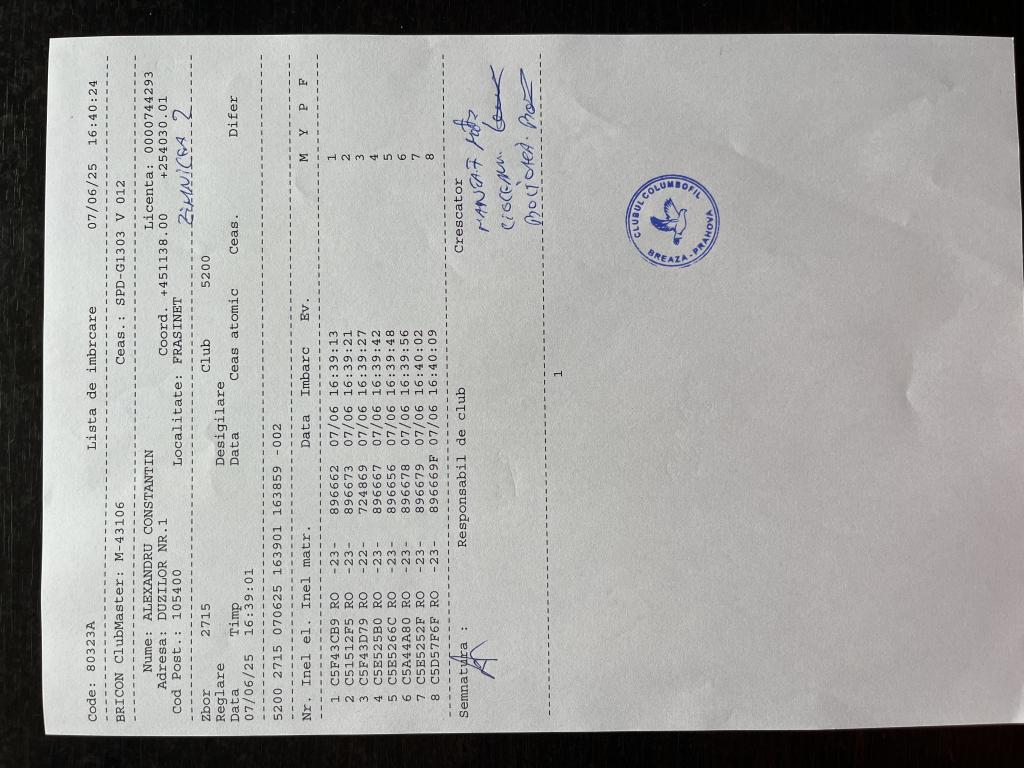 Code: 80323A Lista de imbrcare 07/06/25 16:40:24
BRICON ClubMaster: M-43106 Ceas.: SPD-G1303 V 012
Nume: ALEXANDRU CONSTANTIN Licenta: 0000744293
Adresa: DUZILOR NR.1 Coord. +451138.00 +254030.01
Cod Post.: 105400 Localitate: FRASINET
ZIMNICEA 2
Zbor 2715 Club 5200
Reglare Desigilare
Data Timp Data Ceas atomic Ceas. Difer
07/06/25 16:39:01
5200 2715 070625 163901 163859 -002
Nr. Inel el. Inel matr. Data Imbarc Ev. M Y P F
1 C5F43CB9 RO -23- 896662 07/06 16:39:13 1
2 C51512F5 RO -23- 896673 07/06 16:39:21 2
3 C5F43D79 RO -22- 724869 07/06 16:39:27 3
4 C5E525B0 RO -23- 896667 07/06 16:39:42 4
5 C5E5266C RO -23- 896656 07/06 16:39:48 5
6 C5A44A80 RO -23- 896678 07/06 16:39:56 6
7 C5E5252F RO -23- 896679 07/06 16:40:02 7
8 C5D57F6F RO -23- 896669F 07/06 16:40:09 8
Semnatura : Responsabil de club Crescator
1
CLUBUL COLUMBOFIL
BREAZA-PRAHOVA